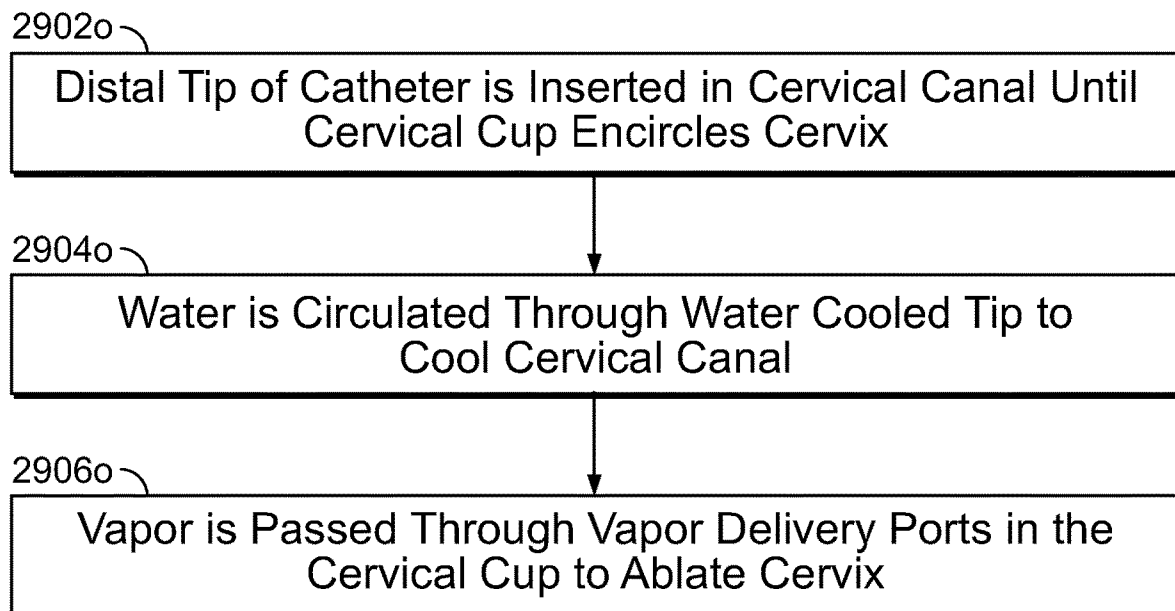 2902o
Distal Tip of Catheter is Inserted in Cervical Canal Until
Cervical Cup Encircles Cervix
2904o
Water is Circulated Through Water Cooled Tip to
Cool Cervical Canal
2906o
Vapor is Passed Through Vapor Delivery Ports in the
Cervical Cup to Ablate Cervix